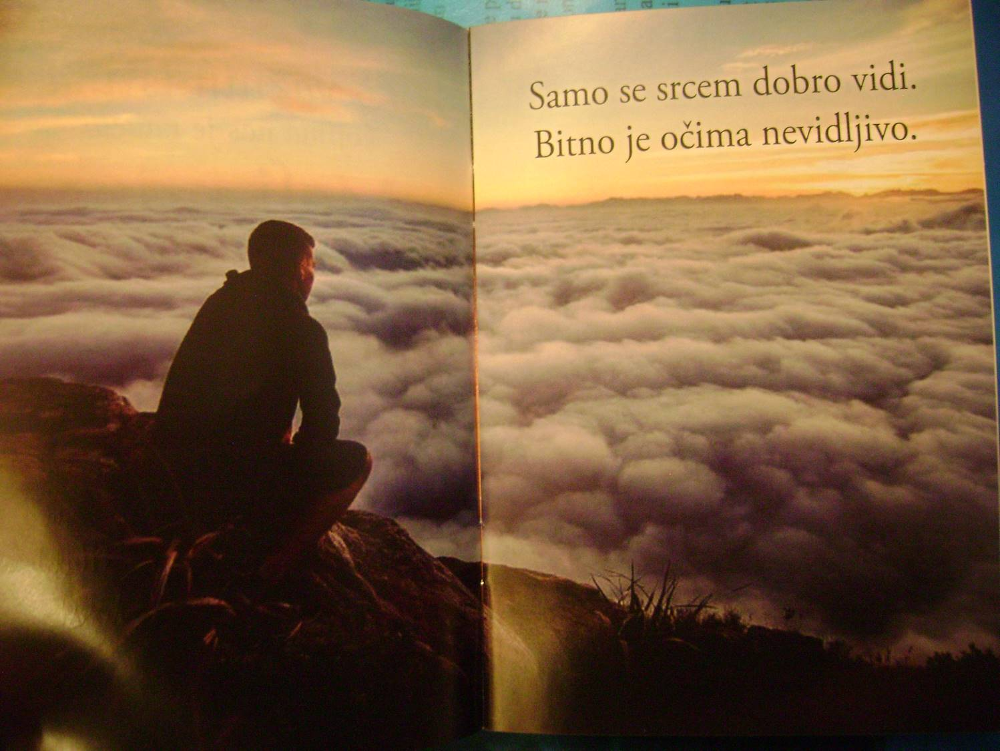 Samo se srcem dobro vidi.
Bitno je očima nevidljivo.